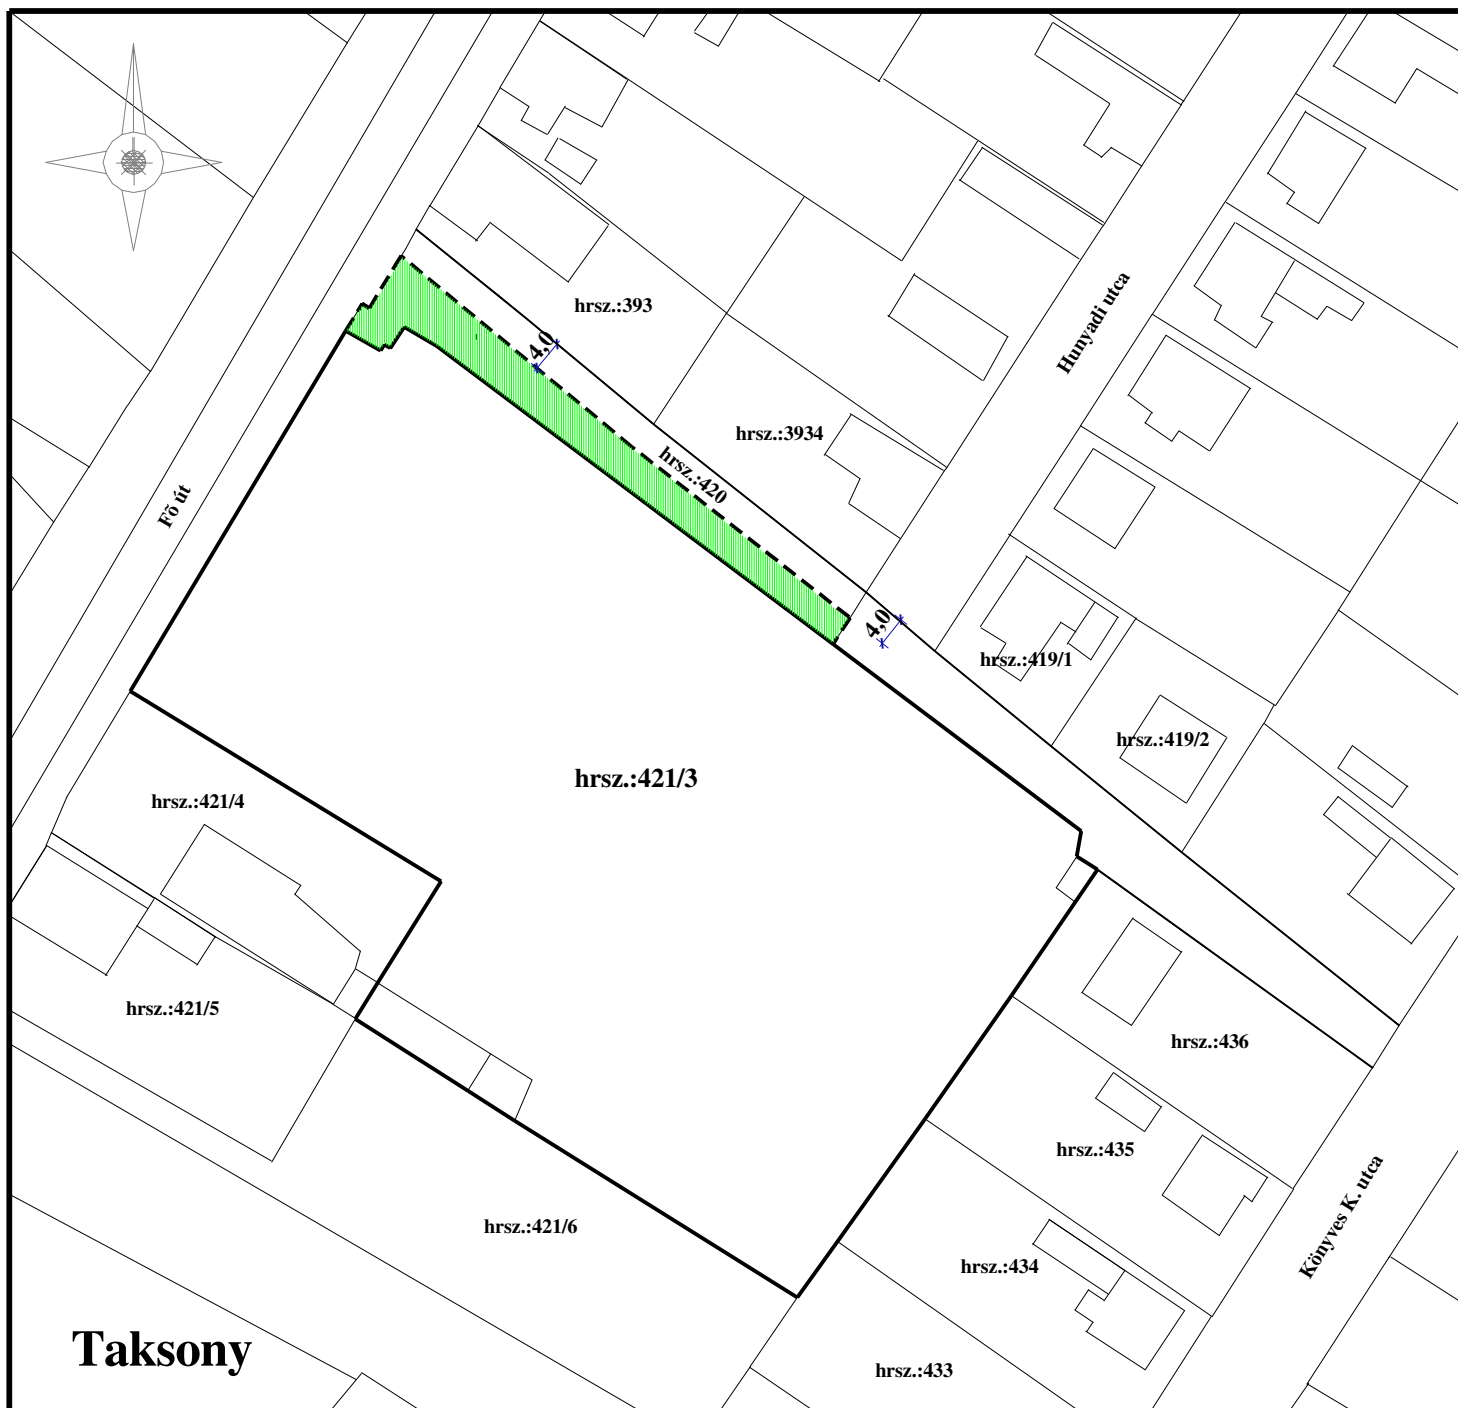 hrsz.:393
Hunyadi utca
4,0
hrsz.:3934
hrsz.:420
Fő út
4,0
hrsz.:419/1
hrsz.:419/2
hrsz.:421/3
hrsz.:421/4
hrsz.:421/5
hrsz.:436
hrsz.:435
Könyves K. utca
hrsz.:421/6
hrsz.:434
Taksony
hrsz.:433